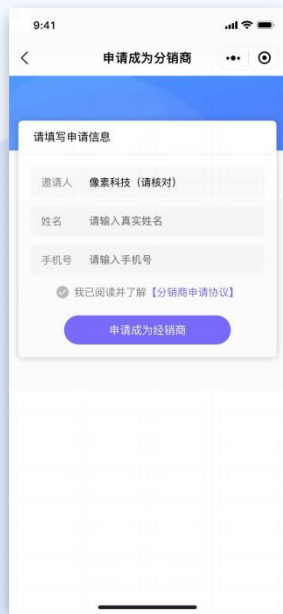 9:41
申请成为分销商
请填写申请信息
邀请人 像素科技（请核对）
姓名 请输入真实姓名
手机号 请输入手机号
我已阅读并了解【分销商申请协议】
申请成为经销商